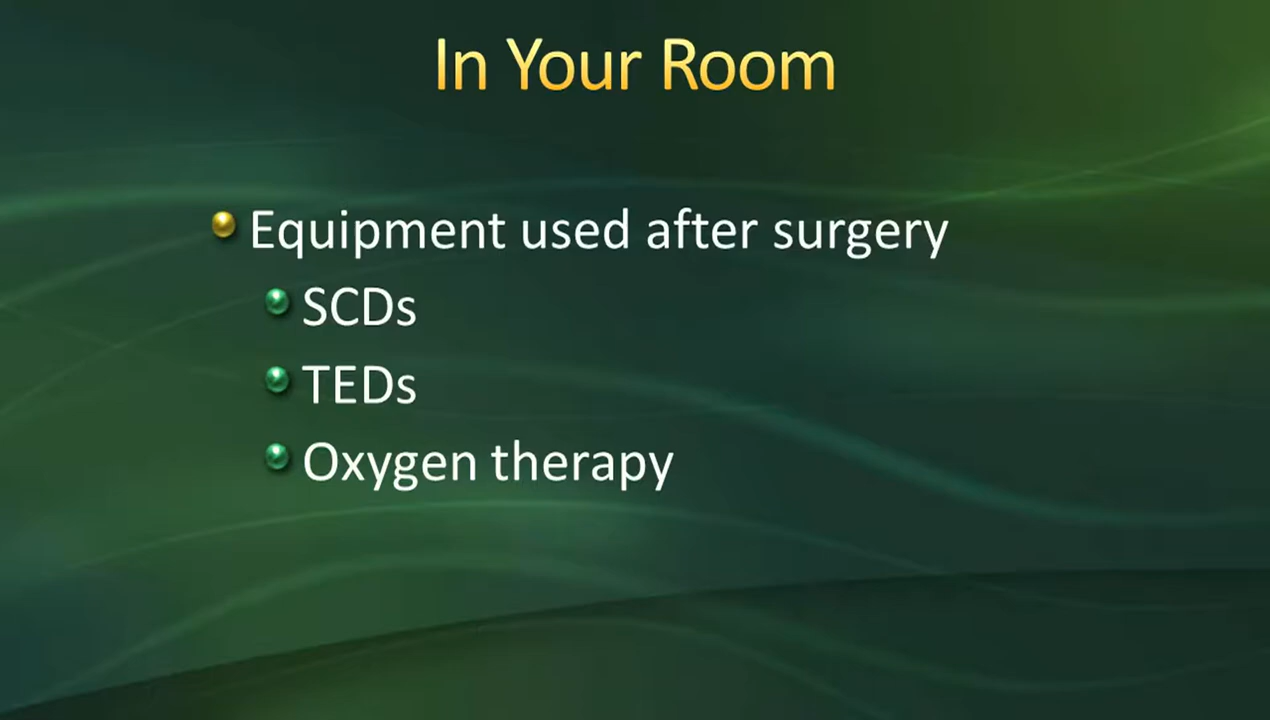 In Your Room
Equipment used after surgery
SCDs
TEDs
Oxygen therapy